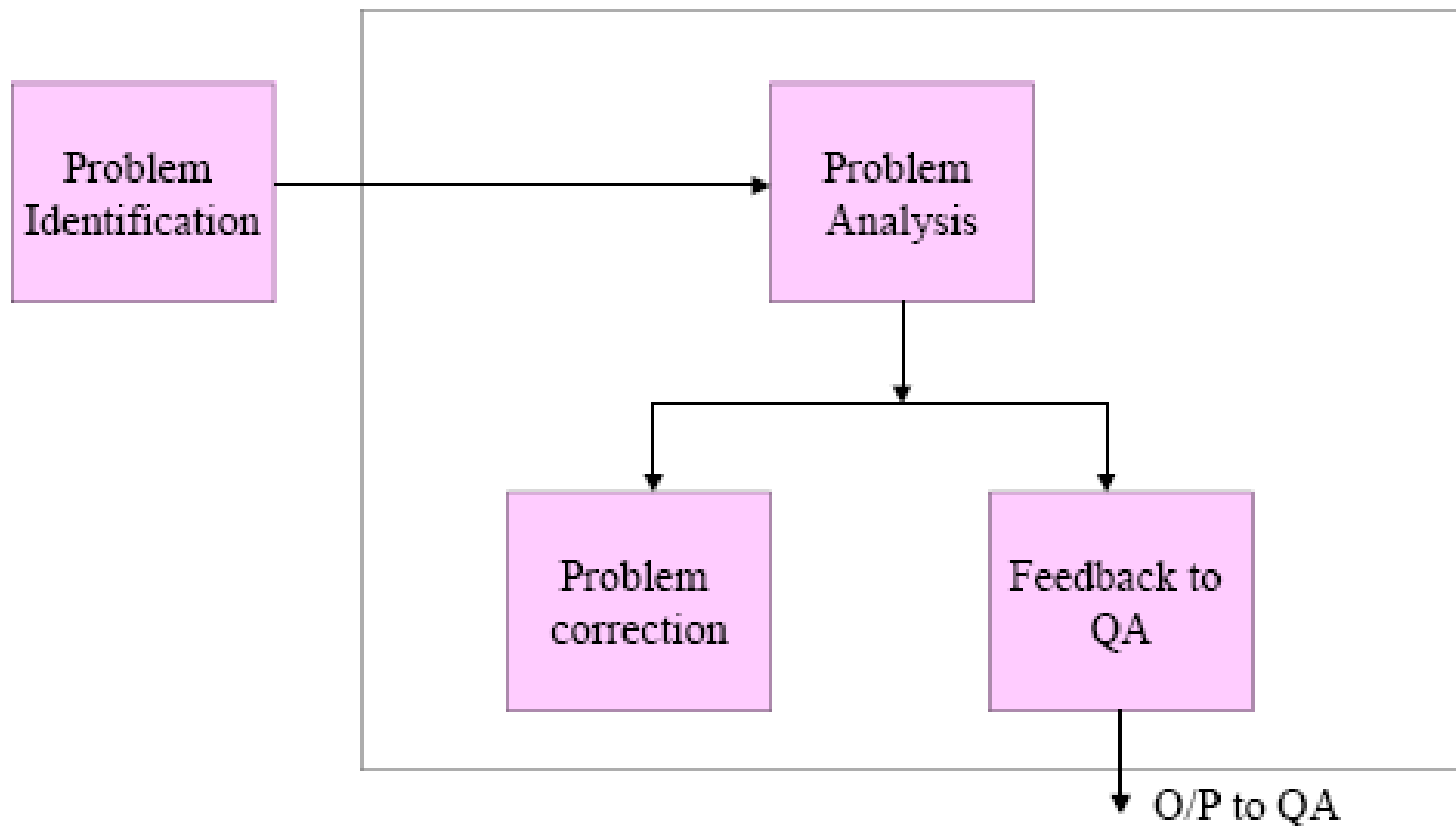 Problem
Identification
Problem
Analysis
Problem
correction
Feedback to
QA
O/P to QA